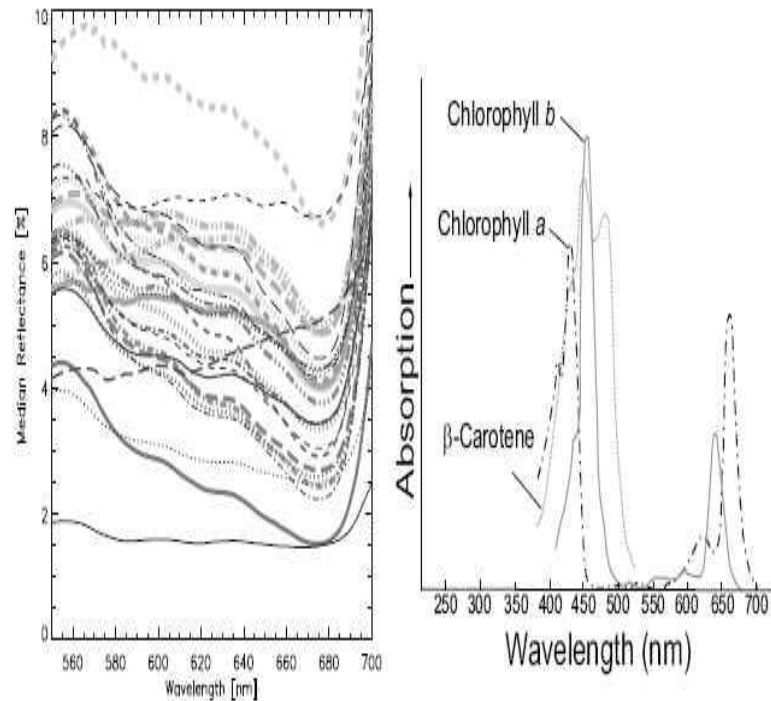 10
8
6
4
2
0
Median Reflectance [%]
560 580 600 620 640 660 680 700
Wavelength [nm]
Chlorophyll b
Chlorophyll a
β-Carotene
Absorption
250 300 350 400 450 500 550 600 650 700
Wavelength (nm)